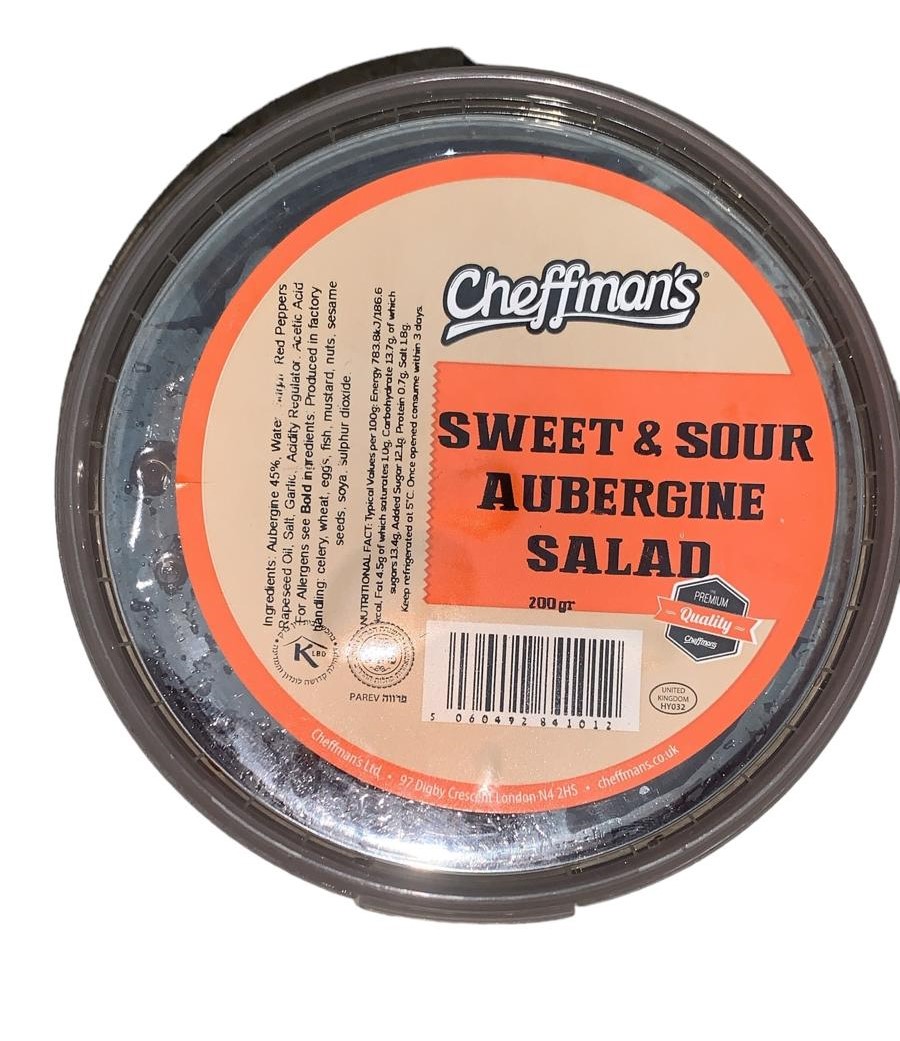 Cheffman's®
SWEET & SOUR
AUBERGINE
SALAD
200gr
PREMIUM
Quality
Cheffman's
UNITED
KINGDOM
HY032
5 060492 841012
Ingredients: Aubergine 45%, Water Red Peppers
Rapeseed Oil, Salt, Garlic, Acidity Regulator. Acetic Acid
For Allergens see Bold ingredients. Produced in factory
handling: celery, wheat, eggs, fish, mustard, nuts, sesame
seeds, soya, sulphur dioxide
NUTRITIONAL FACT: Typical Values per 100g: Energy 783.8kJ/186.6
kcal, Fat 4.5g of which saturates 1.0g, Carbohydrate 13.7g, of which
sugars 13.4g, Added Sugar 12.1g Protein 0.7g, Salt 1.8g.
Keep refrigerated at 5°C. Once opened consume within 3 days.
K LBD
PAREV פרווה
Cheffman's Ltd. • 97 Digby Crescent London N4 2HS • cheffmans.co.uk